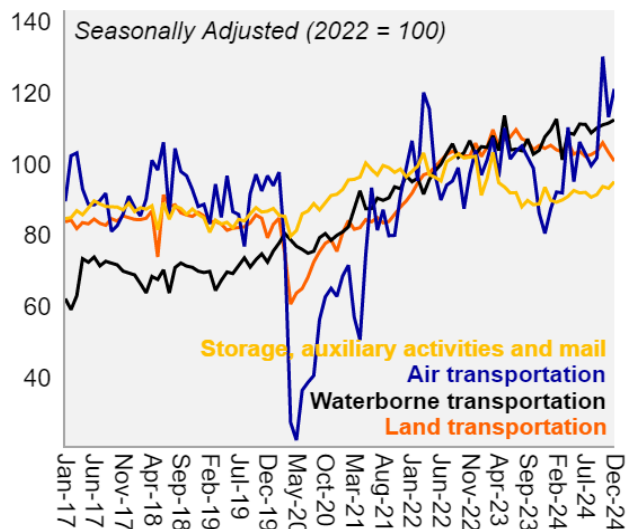 140
Seasonally Adjusted (2022 = 100)
120
100
80
60
40
Storage, auxiliary activities and mail
Air transportation
Waterborne transportation
Land transportation
Jan-17
Jun-17
Nov-17
Apr-18
Sep-18
Feb-19
Jul-19
Dec-19
May-20
Oct-20
Mar-21
Aug-21
Jan-22
Jun-22
Nov-22
Apr-23
Sep-23
Feb-24
Jul-24
Dec-24